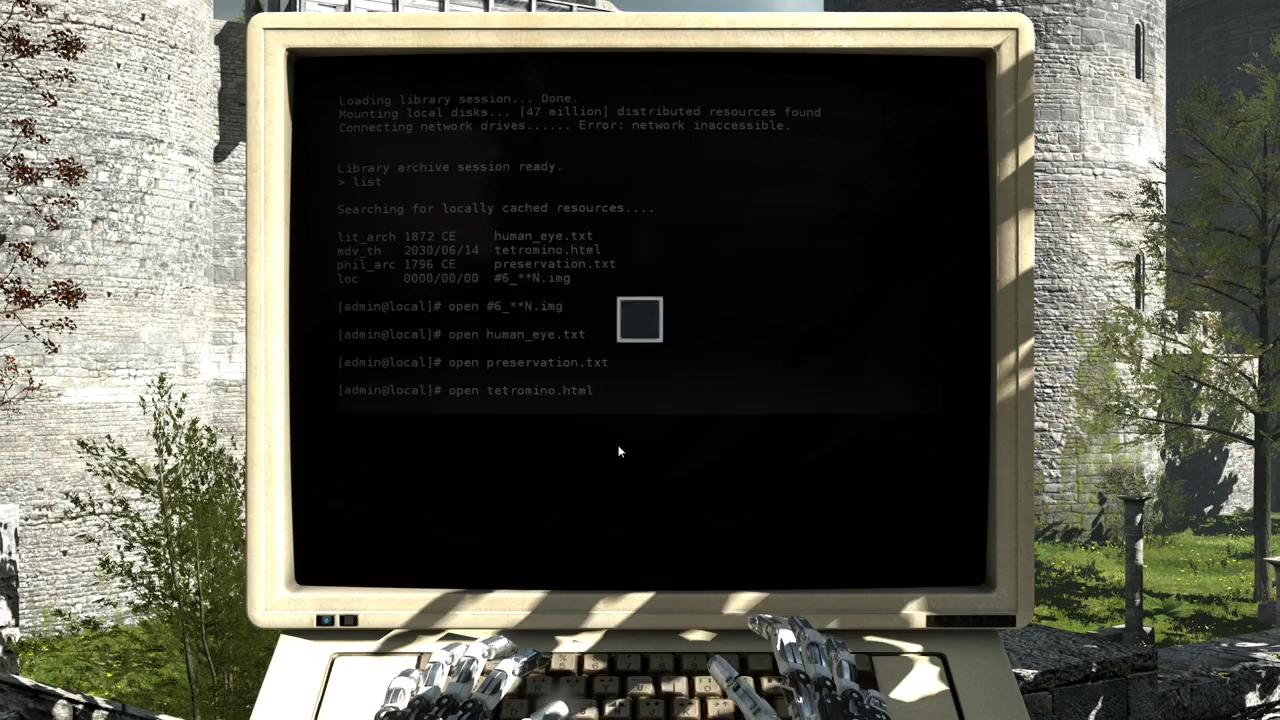 Loading library session... Done.
Mounting local disks... [47 million] distributed resources found
Connecting network drives...... Error: network inaccessible.
Library archive session ready.
> list
Searching for locally cached resources....
lit_arch 1872 CE human_eye.txt
mdv_th 2030/06/14 tetromino.html
phil_arc 1796 CE preservation.txt
loc 0000/00/00 #6_**N.img
[admin@local]# open #6_**N.img
[admin@local]# open human_eye.txt
[admin@local]# open preservation.txt
[admin@local]# open tetromino.html